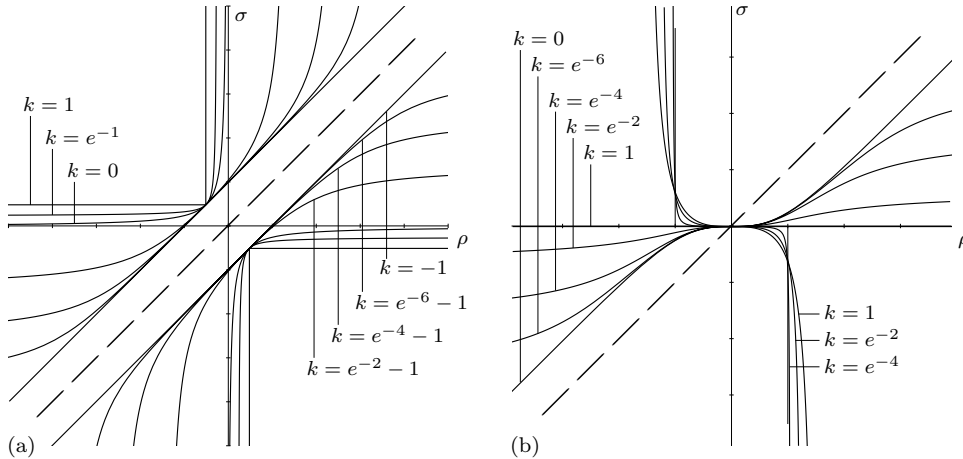 σ
k = 1
k = e⁻¹
k = 0
ρ
k = −1
k = e⁻⁶ − 1
k = e⁻⁴ − 1
k = e⁻² − 1
(a)
σ
k = 0
k = e⁻⁶
k = e⁻⁴
k = e⁻²
k = 1
ρ
k = 1
k = e⁻²
k = e⁻⁴
(b)